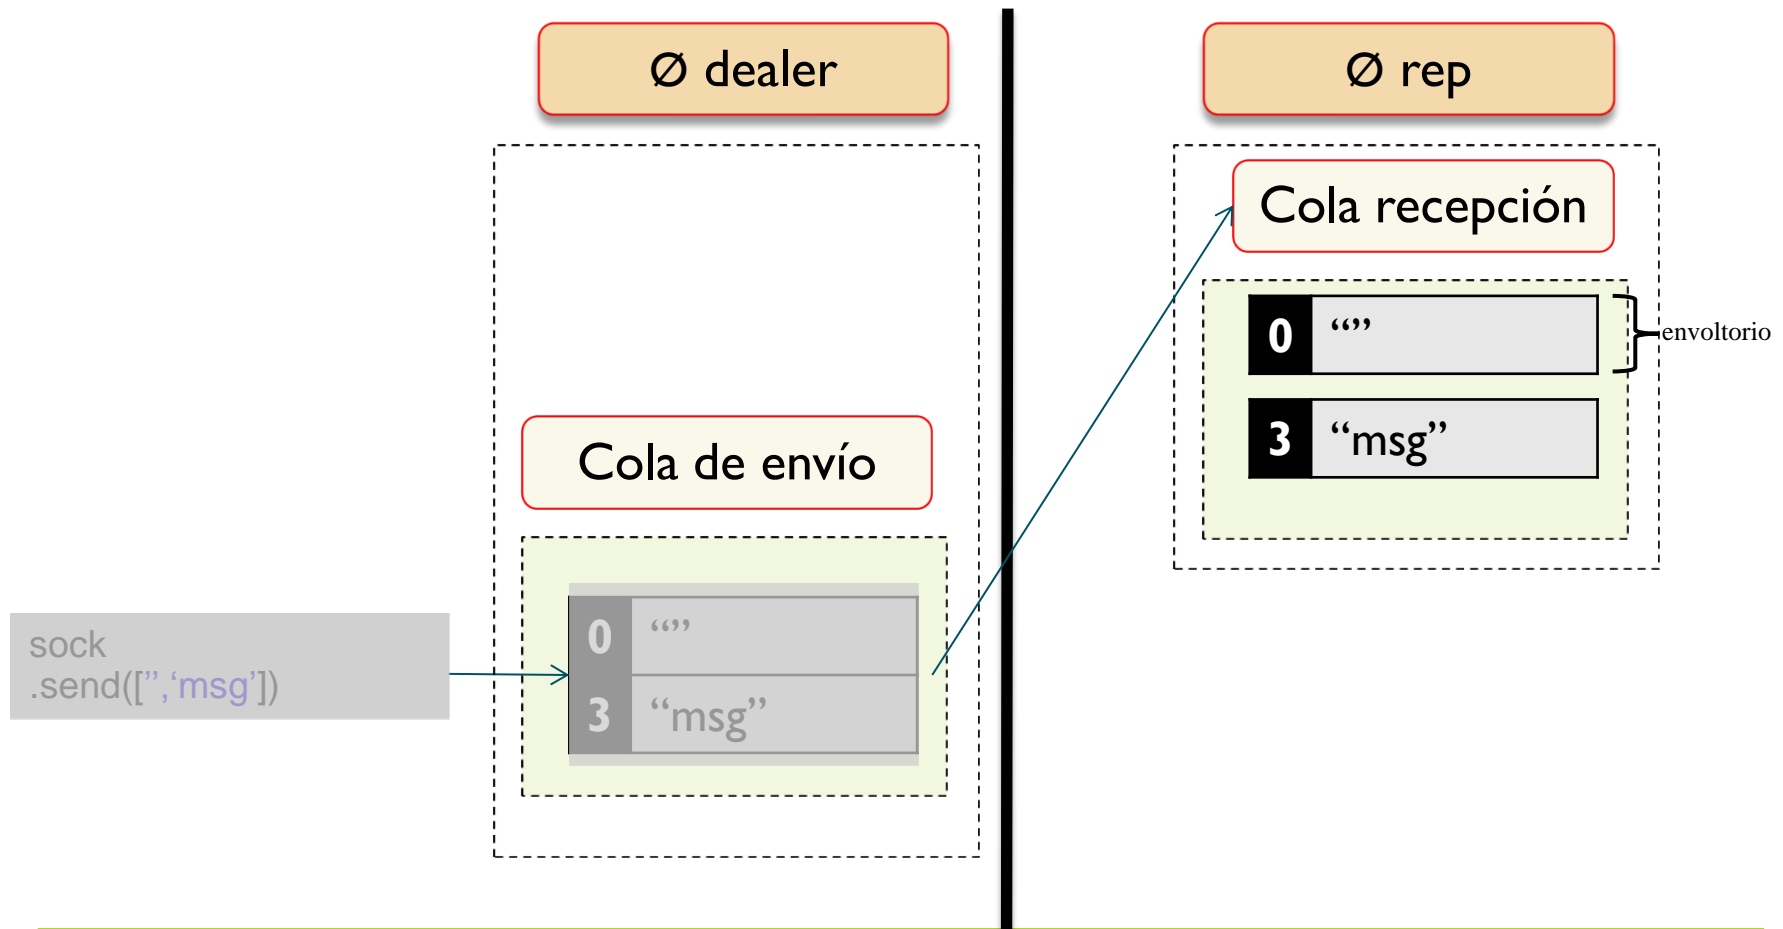 Ø dealer
Ø rep
Cola recepción
0 “”
envoltorio
3 “msg”
Cola de envío
sock
.send([’’,‘msg’])
0 “”
3 “msg”